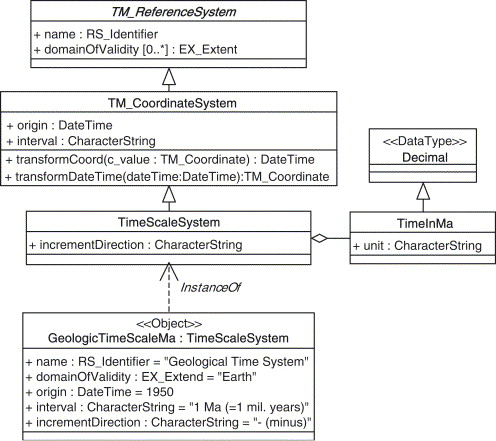 TM_ReferenceSystem
+ name : RS_Identifier
+ domainOfValidity [0..*] : EX_Extent
TM_CoordinateSystem
+ origin : DateTime
+ interval : CharacterString
+ transformCoord(c_value : TM_Coordinate) : DateTime
+ transformDateTime(dateTime:DateTime):TM_Coordinate
<<DataType>>
Decimal
TimeScaleSystem
+ incrementDirection : CharacterString
TimeInMa
+ unit : CharacterString
InstanceOf
<<Object>>
GeologicTimeScaleMa : TimeScaleSystem
+ name : RS_Identifier = "Geological Time System"
+ domainOfValidity : EX_Extend = "Earth"
+ origin : DateTime = 1950
+ interval : CharacterString = "1 Ma (=1 mil. years)"
+ incrementDirection : CharacterString = "- (minus)"